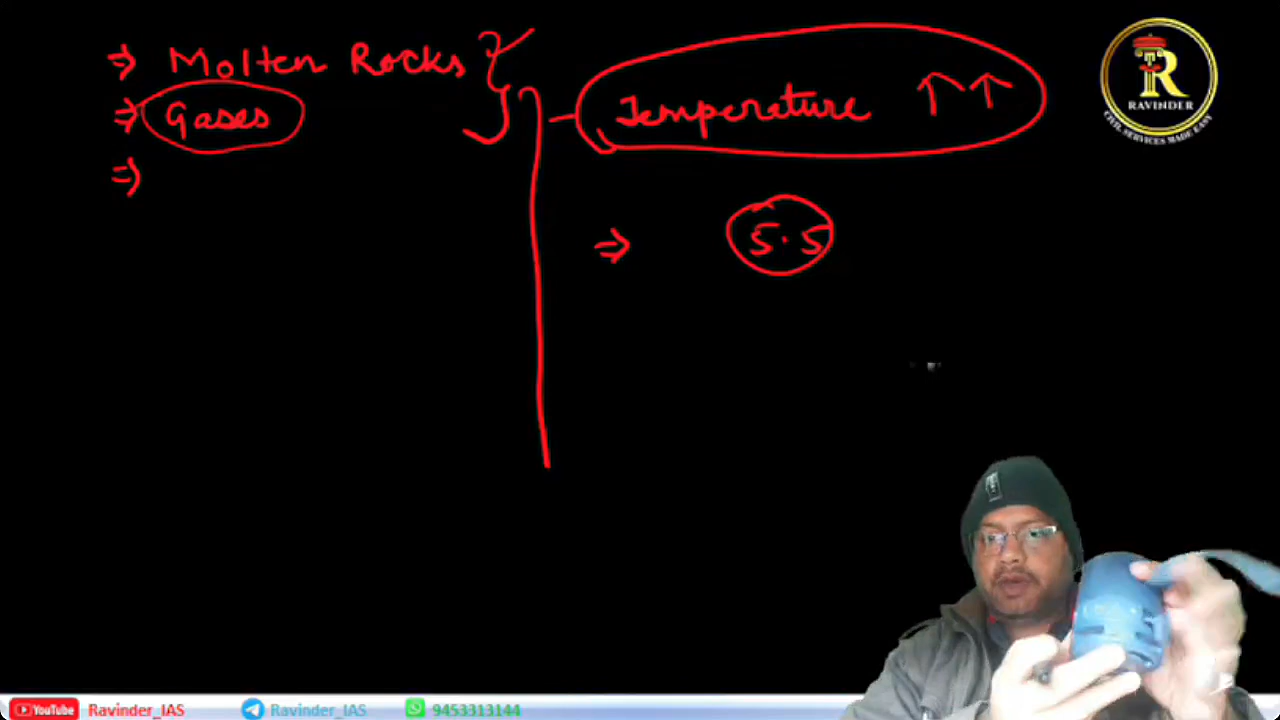 ⇒ Molten Rocks
⇒ Gases
⇒
Temperature ↑↑
⇒ 5.5
R
RAVINDER
CIVIL SERVICES MADE EASY
YouTube Ravinder_IAS
Ravinder_IAS
9453313144